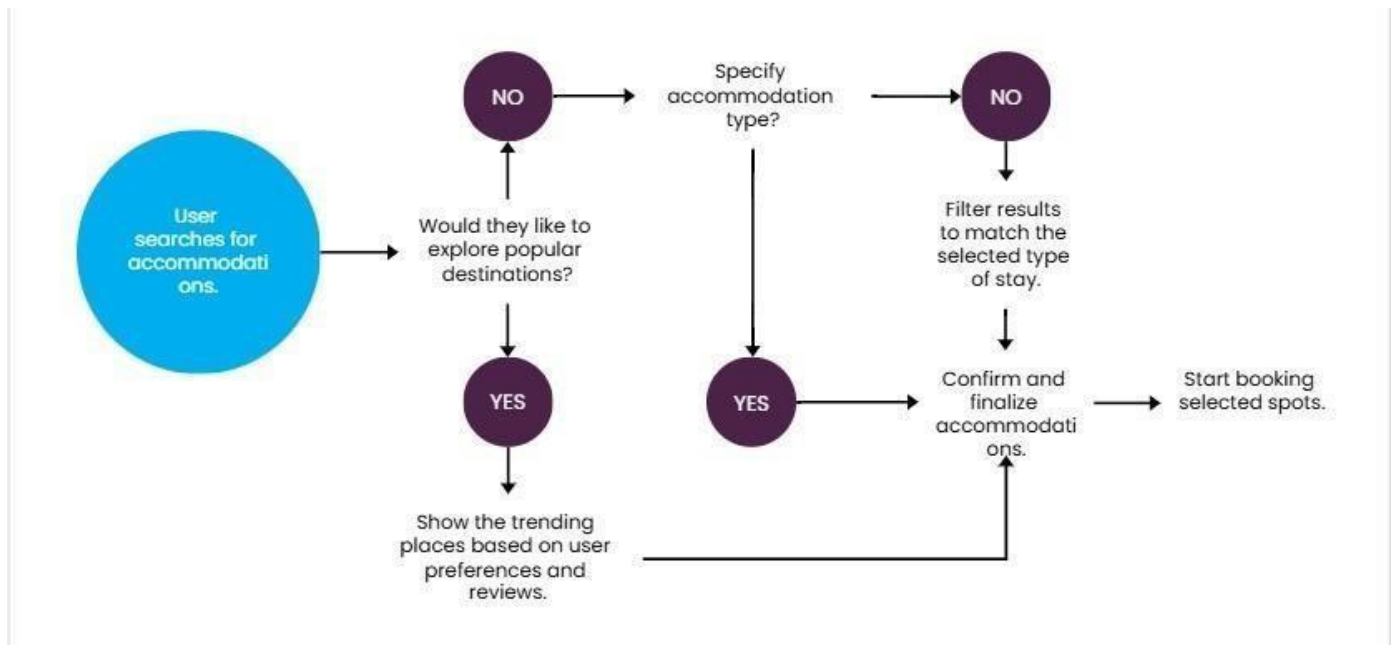 NO
Specify
accommodation
type?
NO
User
searches for
accommodati
ons.
Would they like to
explore popular
destinations?
Filter results
to match the
selected type
of stay.
YES
YES
Confirm and
finalize
accommodati
ons.
Start booking
selected spots.
Show the trending
places based on user
preferences and
reviews.